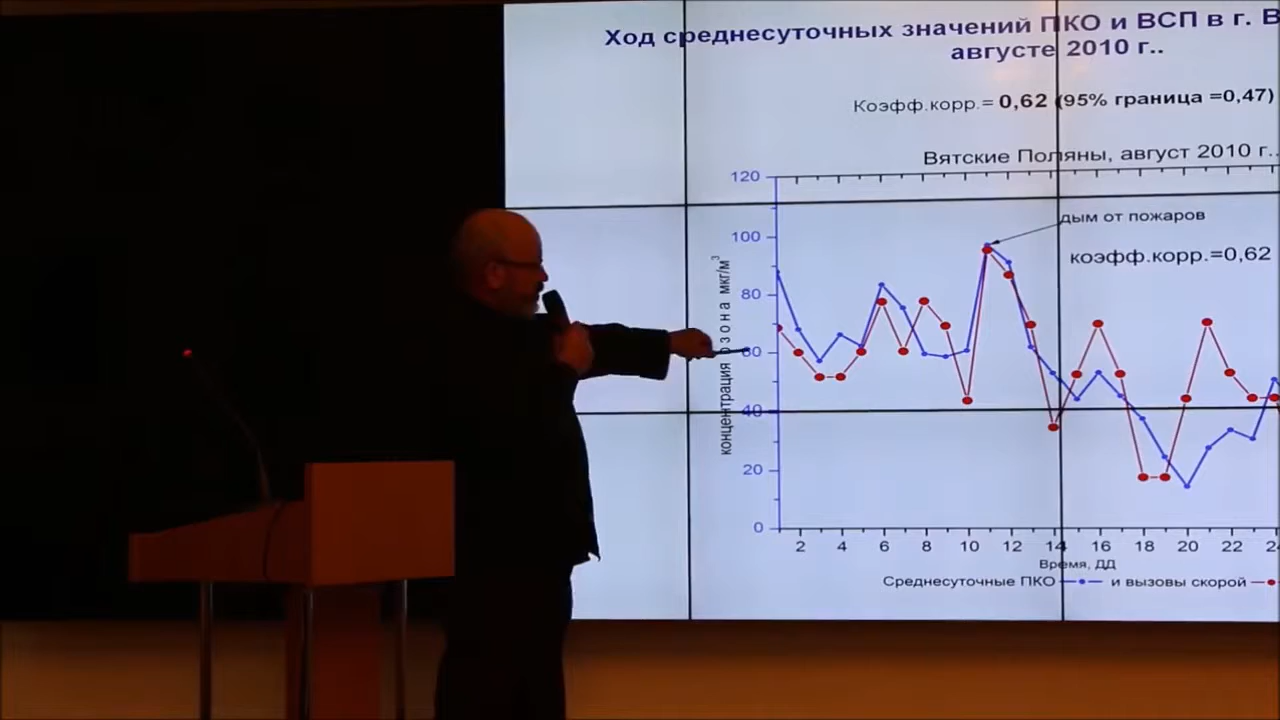 Ход среднесуточных значений ПКО и ВСП в г. В
августе 2010 г..
Коэфф.корр.= 0,62 (95% граница =0,47)
Вятские Поляны, август 2010 г..
120
100
80
60
40
20
0
концентрация озона мкг/м³
дым от пожаров
коэфф.корр.=0,62
2 4 6 8 10 12 14 16 18 20 22 2
Время, ДД
Среднесуточные ПКО и вызовы скорой